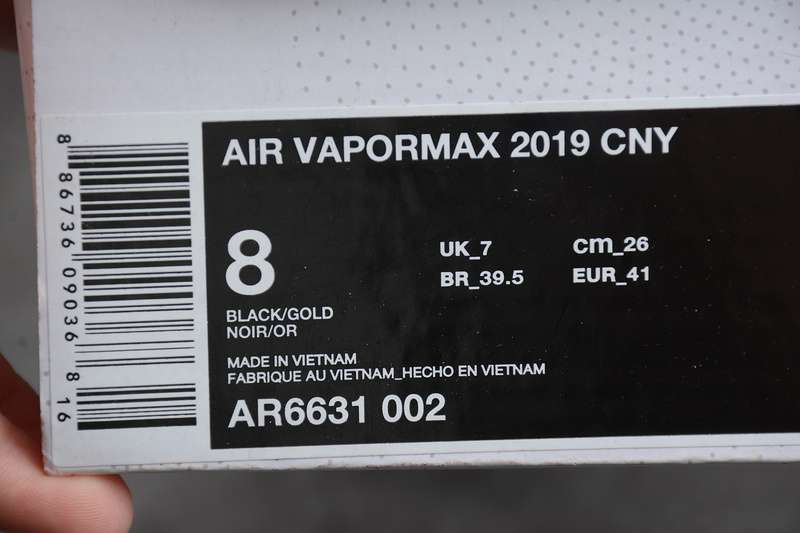 AIR VAPORMAX 2019 CNY
8
UK_7
cm_26
BR_39.5
EUR_41
BLACK/GOLD
NOIR/OR
MADE IN VIETNAM
FABRIQUE AU VIETNAM_HECHO EN VIETNAM
AR6631 002
8 86736 09036 8 16